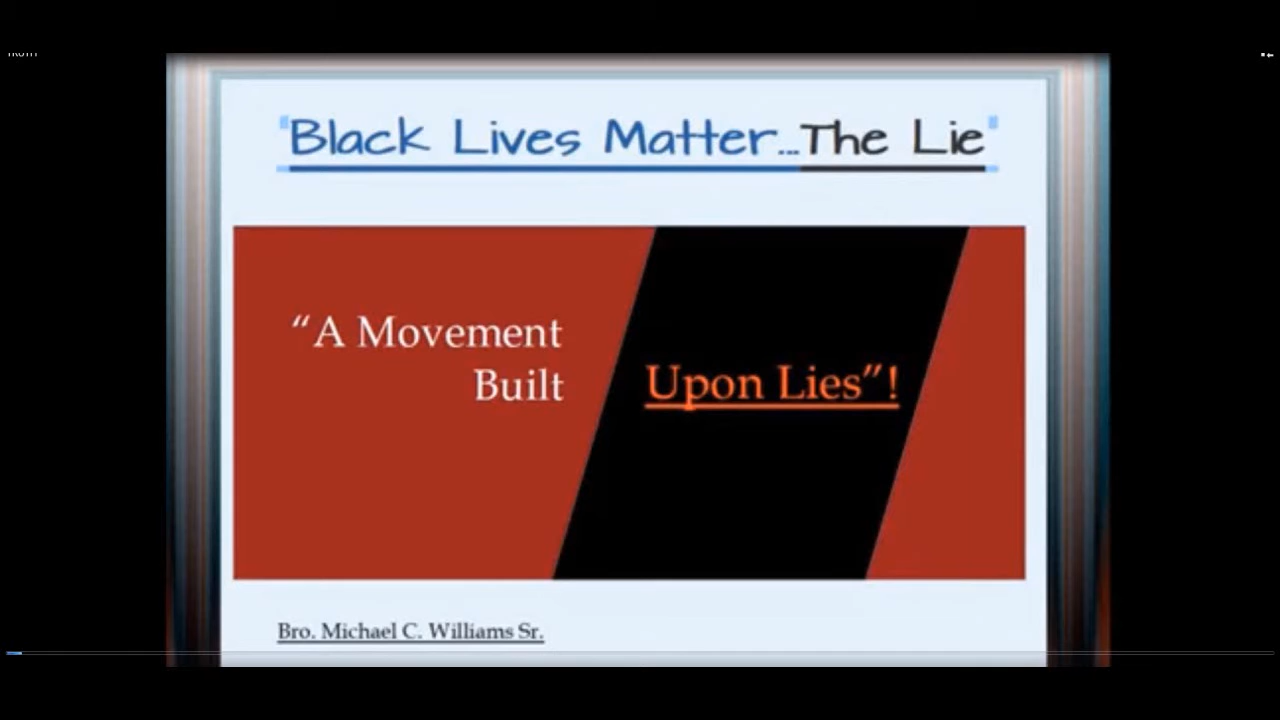 "Black Lives Matter...The Lie"
“A Movement
Built
Upon Lies”!
Bro. Michael C. Williams Sr.